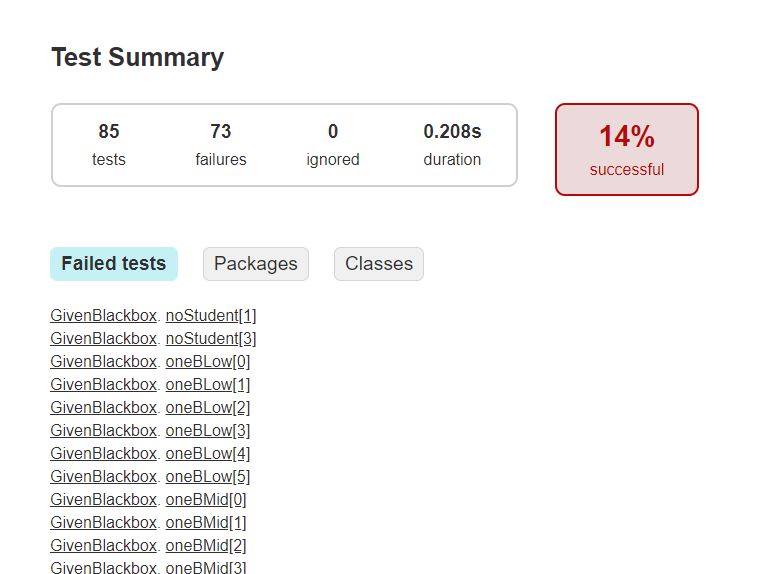 Test Summary
85 73 0 0.208s
tests failures ignored duration
14%
successful
Failed tests Packages Classes
GivenBlackbox. noStudent[1]
GivenBlackbox. noStudent[3]
GivenBlackbox. oneBLow[0]
GivenBlackbox. oneBLow[1]
GivenBlackbox. oneBLow[2]
GivenBlackbox. oneBLow[3]
GivenBlackbox. oneBLow[4]
GivenBlackbox. oneBLow[5]
GivenBlackbox. oneBMid[0]
GivenBlackbox. oneBMid[1]
GivenBlackbox. oneBMid[2]
GivenBlackbox. oneBMid[3]